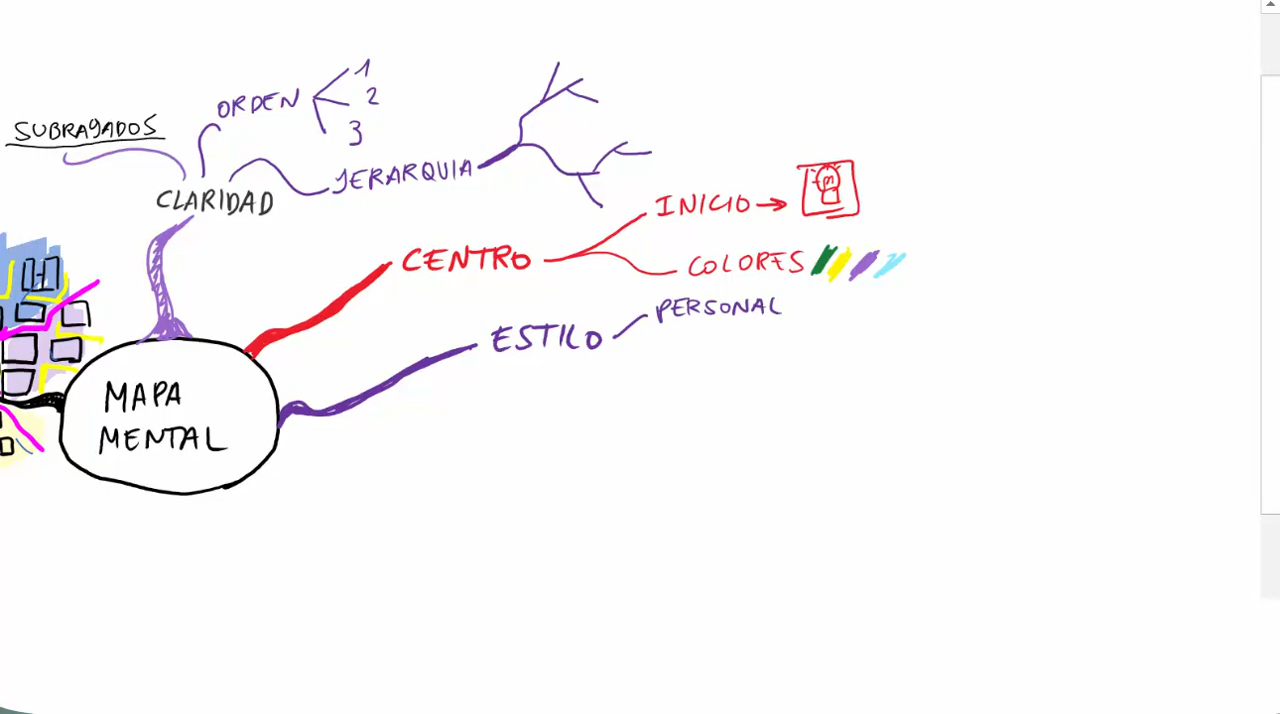 SUBRAYADOS
ORDEN
1
2
3
JERARQUIA
CLARIDAD
CENTRO
INICIO
COLORES
ESTILO
PERSONAL
MAPA
MENTAL